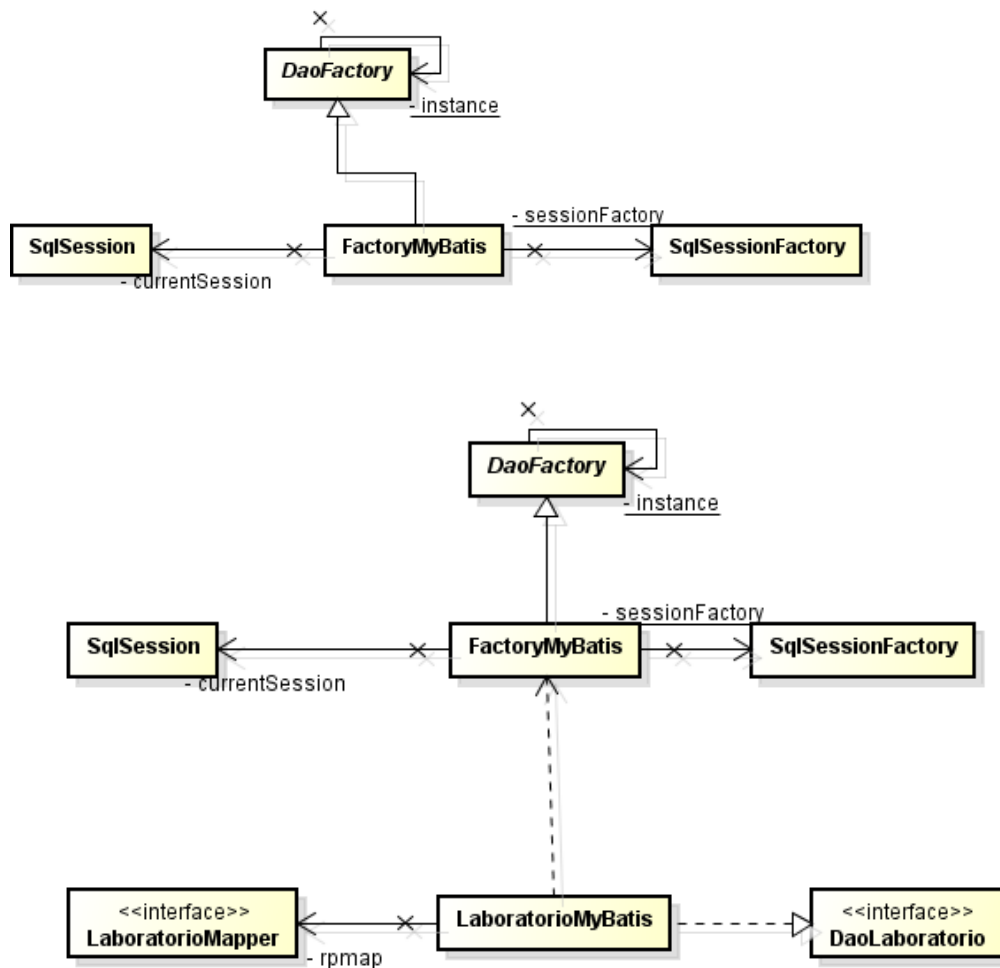 DaoFactory
- instance
- sessionFactory
SqlSession
FactoryMyBatis
SqlSessionFactory
- currentSession
DaoFactory
- instance
- sessionFactory
SqlSession
FactoryMyBatis
SqlSessionFactory
- currentSession
<<interface>>
LaboratorioMapper
LaboratorioMyBatis
<<interface>>
DaoLaboratorio
- rpmap